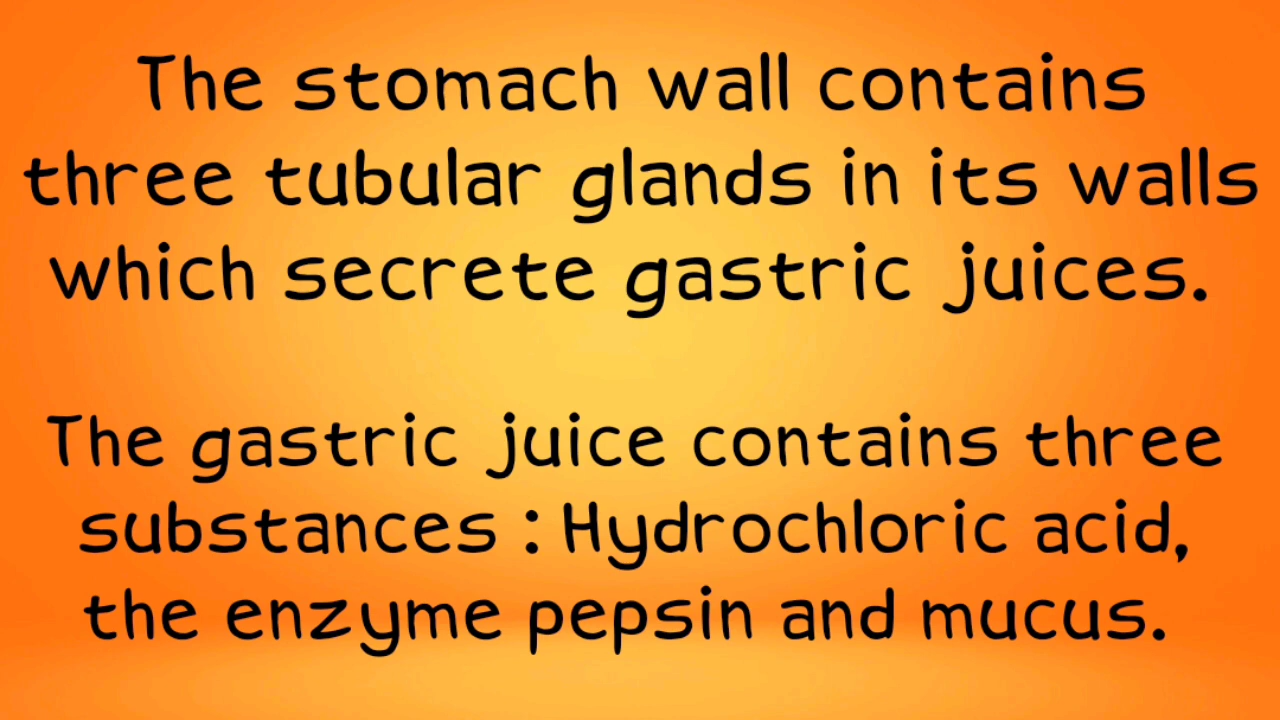 The stomach wall contains
three tubular glands in its walls
which secrete gastric juices.
The gastric juice contains three
substances : Hydrochloric acid,
the enzyme pepsin and mucus.